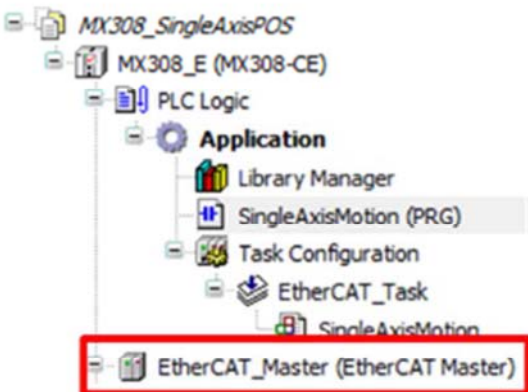 MX308_SingleAxisPOS
MX308_E (MX308-CE)
PLC Logic
Application
Library Manager
SingleAxisMotion (PRG)
Task Configuration
EtherCAT_Task
SingleAxisMotion
EtherCAT_Master (EtherCAT Master)